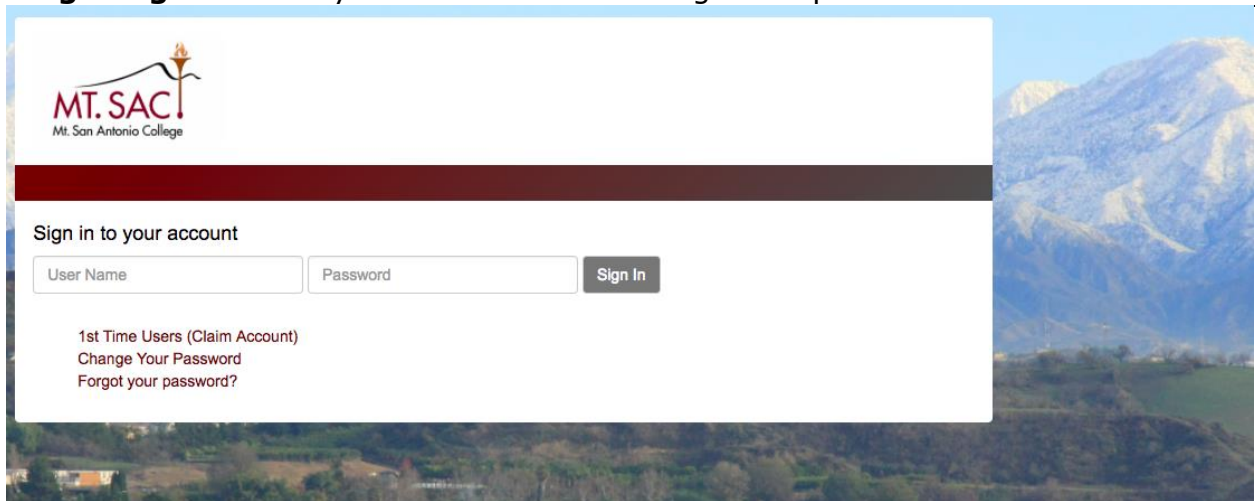 MT. SAC
Mt. San Antonio College
Sign in to your account
User Name Password Sign In
1st Time Users (Claim Account)
Change Your Password
Forgot your password?